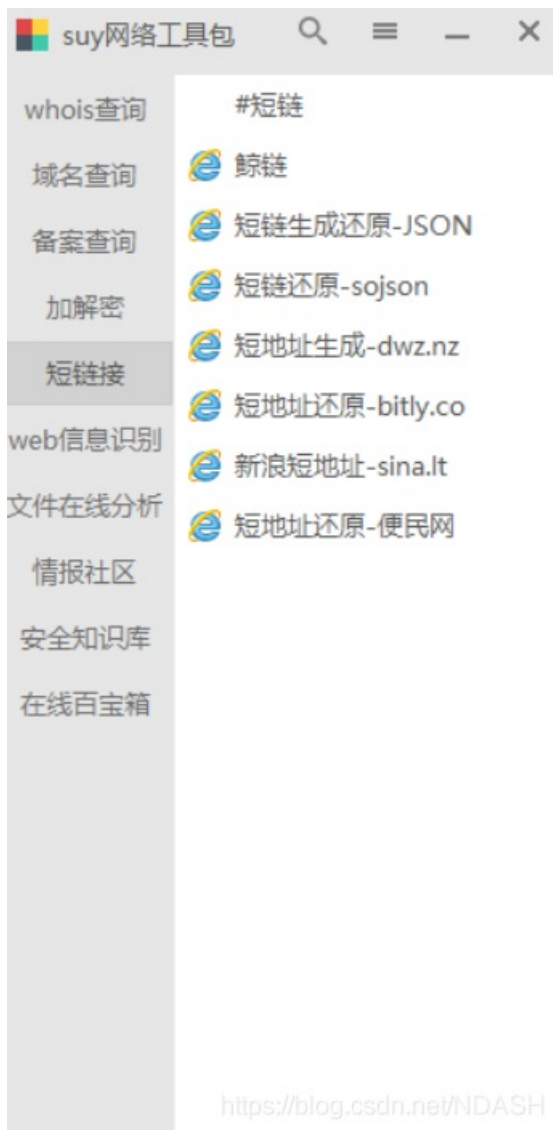 suy网络工具包
whois查询
域名查询
备案查询
加解密
短链接
web信息识别
文件在线分析
情报社区
安全知识库
在线百宝箱
#短链
鲸链
短链生成还原-JSON
短链还原-sojson
短地址生成-dwz.nz
短地址还原-bitly.co
新浪短地址-sina.lt
短地址还原-便民网
https://blog.csdn.net/NDASH